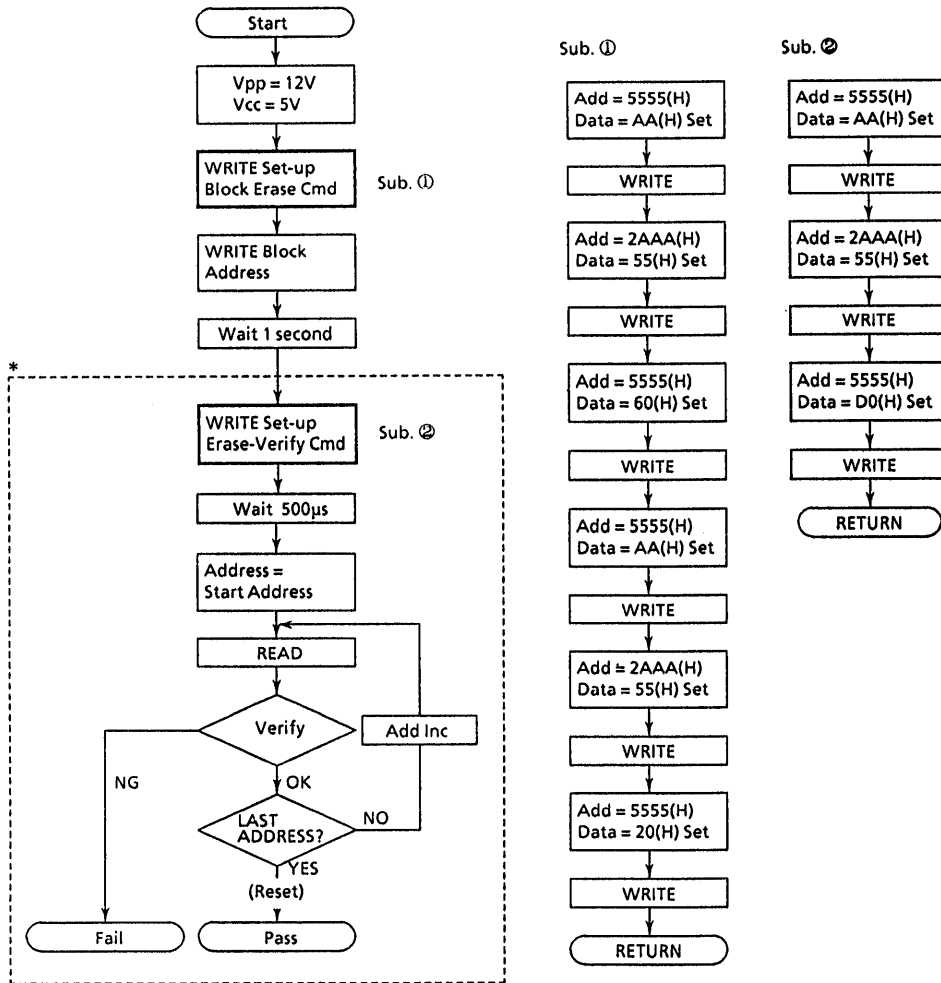 Start
Vpp = 12V
Vcc = 5V
WRITE Set-up
Block Erase Cmd
Sub. ①
WRITE Block
Address
Wait 1 second
*
WRITE Set-up
Erase-Verify Cmd
Sub. ②
Wait 500μs
Address =
Start Address
READ
Verify
Add Inc
NG
OK
LAST
ADDRESS?
NO
YES
(Reset)
Fail
Pass
Sub. ①
Add = 5555(H)
Data = AA(H) Set
WRITE
Add = 2AAA(H)
Data = 55(H) Set
WRITE
Add = 5555(H)
Data = 60(H) Set
WRITE
Add = 5555(H)
Data = AA(H) Set
WRITE
Add = 2AAA(H)
Data = 55(H) Set
WRITE
Add = 5555(H)
Data = 20(H) Set
WRITE
RETURN
Sub. ②
Add = 5555(H)
Data = AA(H) Set
WRITE
Add = 2AAA(H)
Data = 55(H) Set
WRITE
Add = 5555(H)
Data = D0(H) Set
WRITE
RETURN